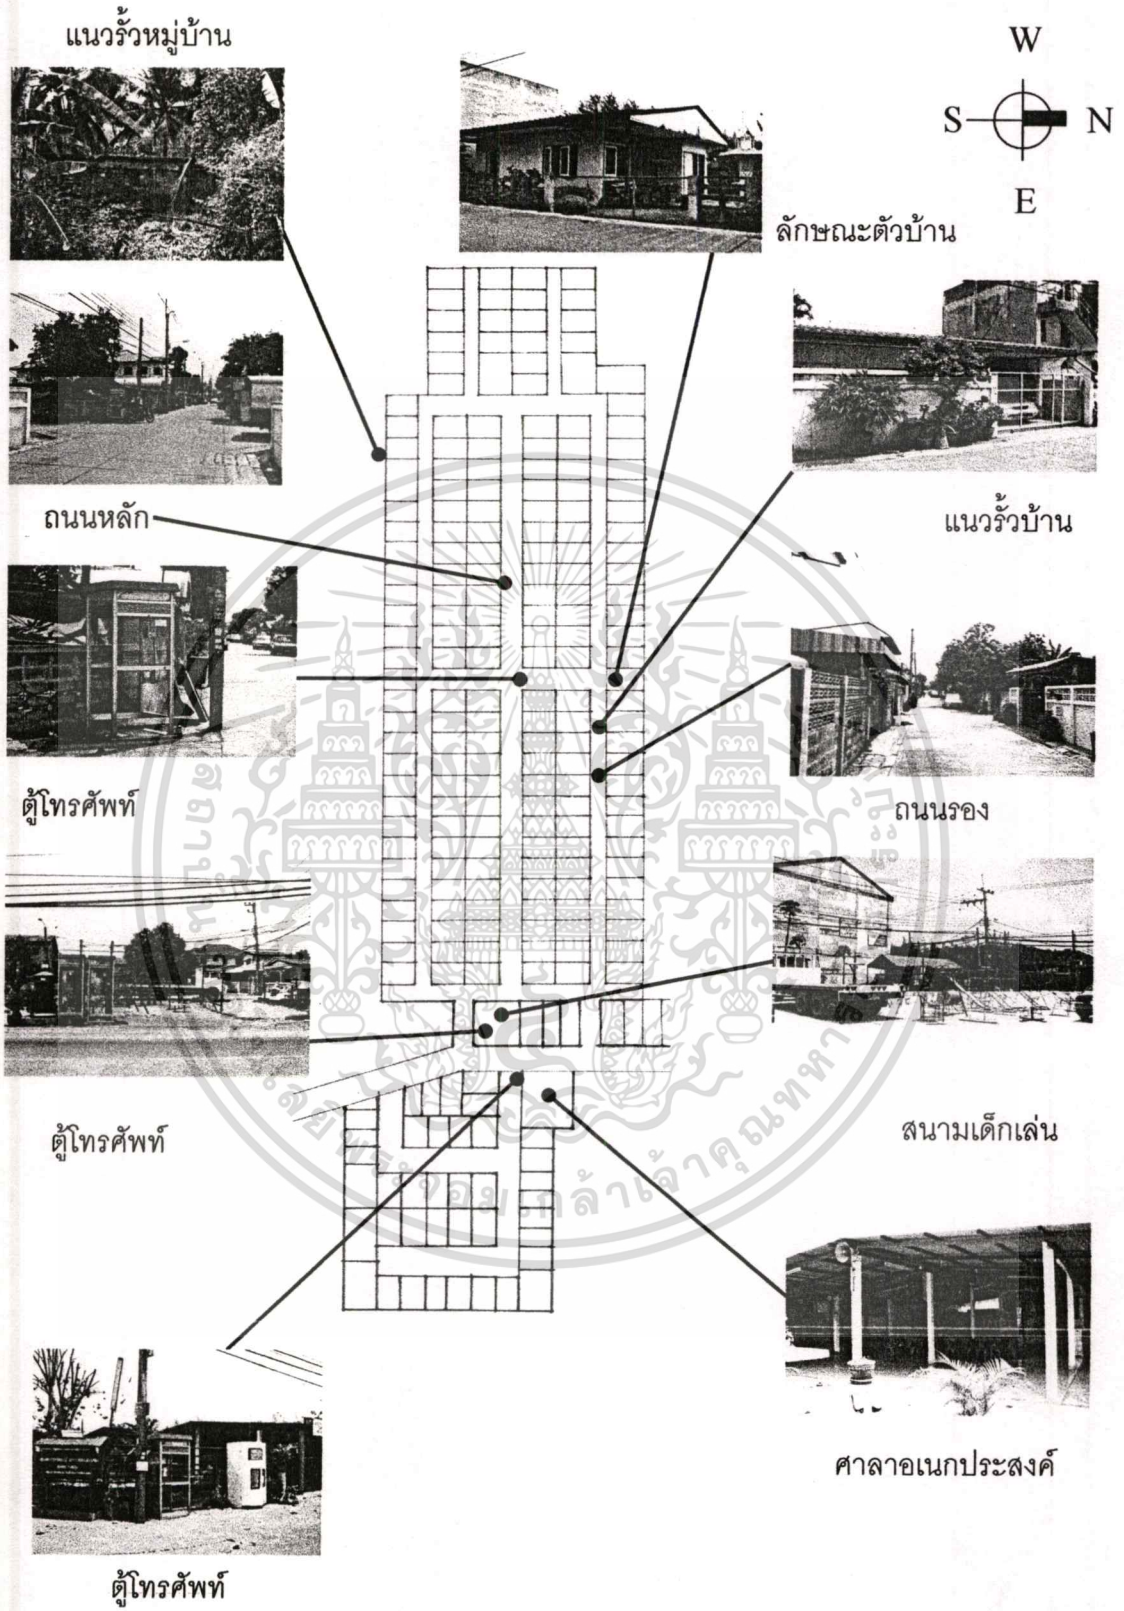 แนวรั้วหมู่บ้าน
W
S
N
E
ลักษณะตัวบ้าน
ถนนหลัก
แนวรั้วบ้าน
ตู้โทรศัพท์
ถนนรอง
ตู้โทรศัพท์
สนามเด็กเล่น
ศาลาอเนกประสงค์
ตู้โทรศัพท์